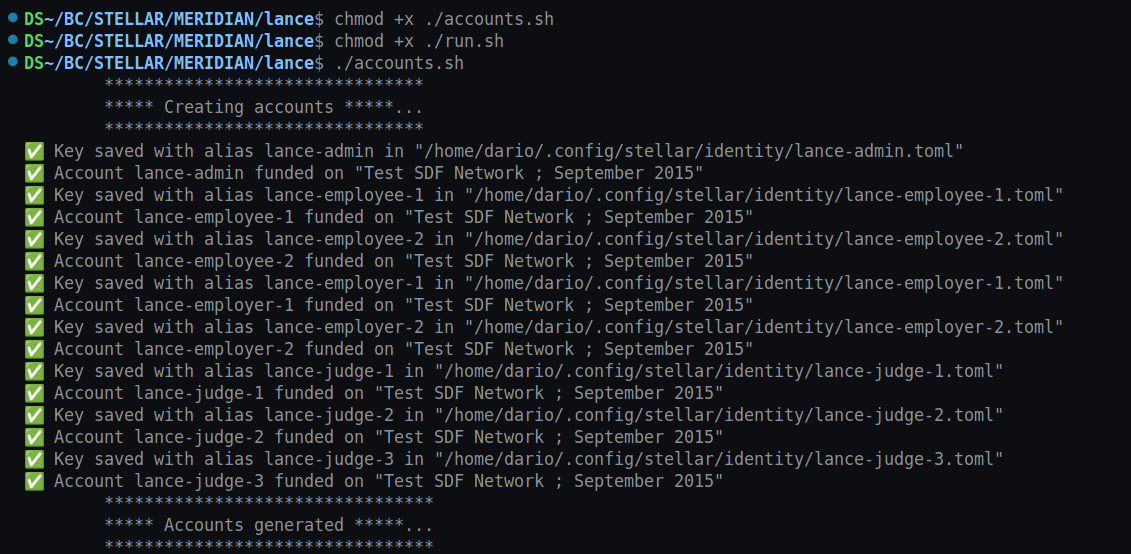 DS~/BC/STELLAR/MERIDIAN/lance$ chmod +x ./accounts.sh
DS~/BC/STELLAR/MERIDIAN/lance$ chmod +x ./run.sh
DS~/BC/STELLAR/MERIDIAN/lance$ ./accounts.sh
********************************
***** Creating accounts *****...
********************************
✅ Key saved with alias lance-admin in "/home/dario/.config/stellar/identity/lance-admin.toml"
✅ Account lance-admin funded on "Test SDF Network ; September 2015"
✅ Key saved with alias lance-employee-1 in "/home/dario/.config/stellar/identity/lance-employee-1.toml"
✅ Account lance-employee-1 funded on "Test SDF Network ; September 2015"
✅ Key saved with alias lance-employee-2 in "/home/dario/.config/stellar/identity/lance-employee-2.toml"
✅ Account lance-employee-2 funded on "Test SDF Network ; September 2015"
✅ Key saved with alias lance-employer-1 in "/home/dario/.config/stellar/identity/lance-employer-1.toml"
✅ Account lance-employer-1 funded on "Test SDF Network ; September 2015"
✅ Key saved with alias lance-employer-2 in "/home/dario/.config/stellar/identity/lance-employer-2.toml"
✅ Account lance-employer-2 funded on "Test SDF Network ; September 2015"
✅ Key saved with alias lance-judge-1 in "/home/dario/.config/stellar/identity/lance-judge-1.toml"
✅ Account lance-judge-1 funded on "Test SDF Network ; September 2015"
✅ Key saved with alias lance-judge-2 in "/home/dario/.config/stellar/identity/lance-judge-2.toml"
✅ Account lance-judge-2 funded on "Test SDF Network ; September 2015"
✅ Key saved with alias lance-judge-3 in "/home/dario/.config/stellar/identity/lance-judge-3.toml"
✅ Account lance-judge-3 funded on "Test SDF Network ; September 2015"
*********************************
***** Accounts generated *****...
*********************************